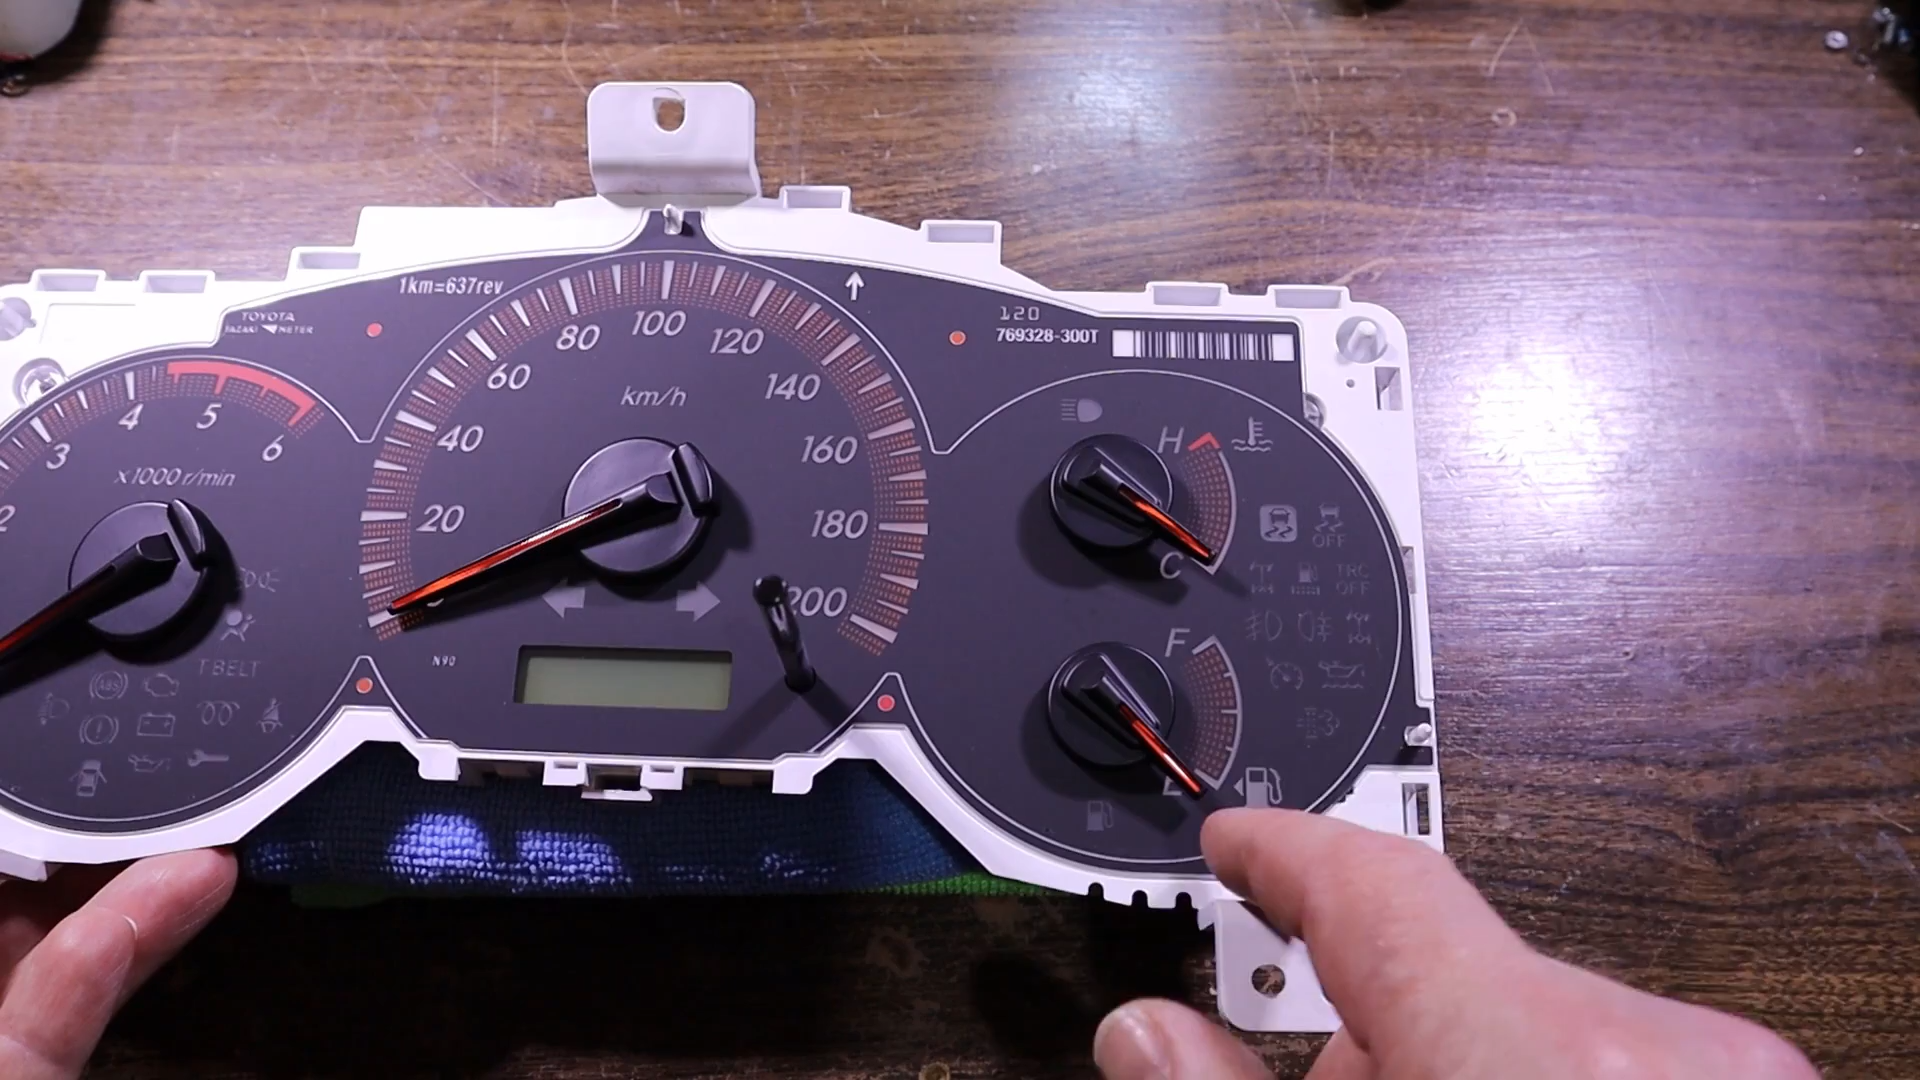 1km=637rev
TOYOTA
YAZAKI METER
120
769328-300T
2
3
4
5
6
x1000 r/min
20
40
60
80
100
120
140
160
180
200
km/h
N90
T-BELT
ABS
H
C
F
E
OFF
TRC
OFF